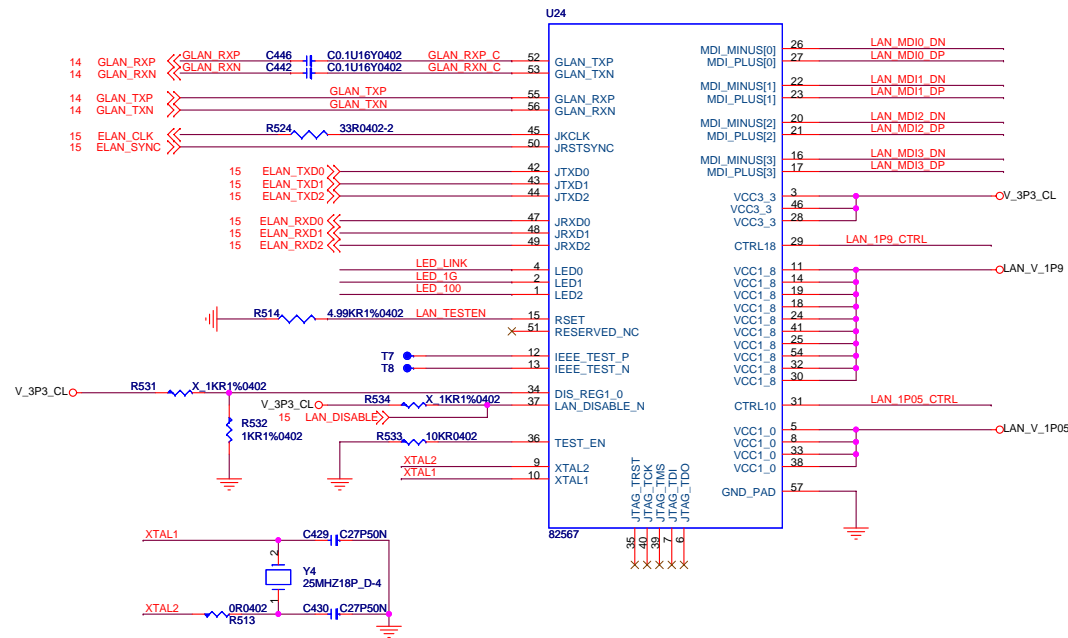 U24
14 GLAN_RXP GLAN_RXP C446 C0.1U16Y0402 GLAN_RXP_C 52 GLAN_TXP
14 GLAN_RXN GLAN_RXN C442 C0.1U16Y0402 GLAN_RXN_C 53 GLAN_TXN
14 GLAN_TXP GLAN_TXP 55 GLAN_RXP
14 GLAN_TXN GLAN_TXN 56 GLAN_RXN
15 ELAN_CLK R524 33R0402-2 45 JKCLK
15 ELAN_SYNC 50 JRSTSYNC
15 ELAN_TXD0 42 JTXD0
15 ELAN_TXD1 43 JTXD1
15 ELAN_TXD2 44 JTXD2
15 ELAN_RXD0 47 JRXD0
15 ELAN_RXD1 48 JRXD1
15 ELAN_RXD2 49 JRXD2
LED_LINK 4 LED0
LED_1G 2 LED1
LED_100 1 LED2
R514 4.99KR1%0402 LAN_TESTEN 15 RSET
51 RESERVED_NC
T7 12 IEEE_TEST_P
T8 13 IEEE_TEST_N
V_3P3_CL R531 X_1KR1%0402 34 DIS_REG1_0
V_3P3_CL R534 X_1KR1%0402 37 LAN_DISABLE_N
15 LAN_DISABLE
R532
1KR1%0402
R533 10KR0402 36 TEST_EN
XTAL2 9 XTAL2
XTAL1 10 XTAL1
MDI_MINUS[0] 26 LAN_MDI0_DN
MDI_PLUS[0] 27 LAN_MDI0_DP
MDI_MINUS[1] 22 LAN_MDI1_DN
MDI_PLUS[1] 23 LAN_MDI1_DP
MDI_MINUS[2] 20 LAN_MDI2_DN
MDI_PLUS[2] 21 LAN_MDI2_DP
MDI_MINUS[3] 16 LAN_MDI3_DN
MDI_PLUS[3] 17 LAN_MDI3_DP
VCC3_3 3 V_3P3_CL
VCC3_3 46
VCC3_3 28
CTRL18 29 LAN_1P9_CTRL
VCC1_8 11 LAN_V_1P9
VCC1_8 14
VCC1_8 19
VCC1_8 18
VCC1_8 24
VCC1_8 41
VCC1_8 25
VCC1_8 54
VCC1_8 32
VCC1_8 30
CTRL10 31 LAN_1P05_CTRL
VCC1_0 5 LAN_V_1P05
VCC1_0 8
VCC1_0 33
VCC1_0 38
GND_PAD 57
JTAG_TRST 35
JTAG_TCK 40
JTAG_TMS 39
JTAG_TDI 7
JTAG_TDO 6
82567
XTAL1 C429 C27P50N
2
Y4
25MHZ18P_D-4
1
XTAL2 0R0402 C430 C27P50N
R513